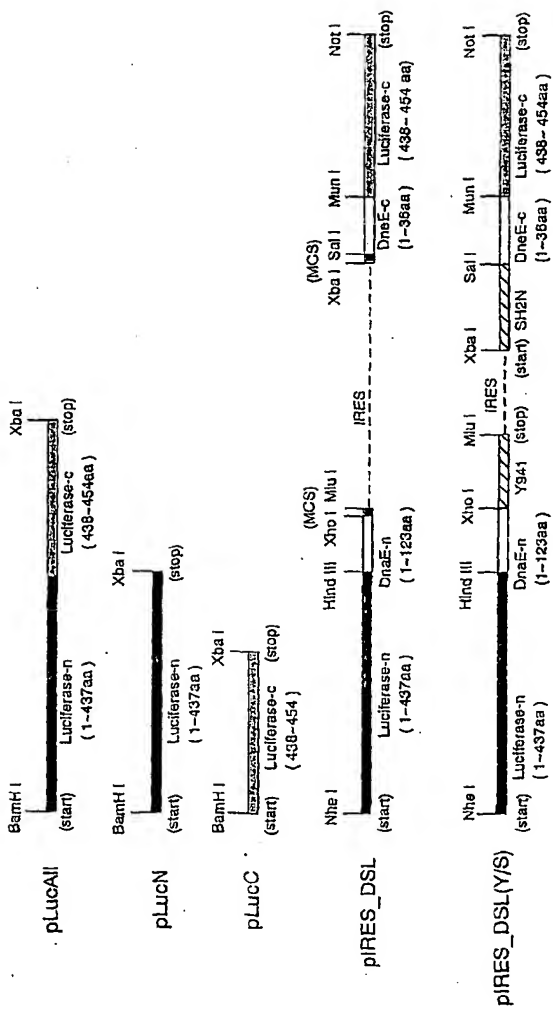 pLucAll
BamH I
Xba I
(start)
Luciferase-n
(1-437aa)
Luciferase-c
(438-454aa)
(stop)
pLucN
BamH I
Xba I
(start)
Luciferase-n
(1-437aa)
(stop)
pLucC
BamH I
Xba I
(start)
Luciferase-c
(438-454)
(stop)
pIRES_DSL
Nhe I
Hind III
(MCS)
Xho I Mlu I
IRES
(MCS)
Xba I Sal I
Mun I
Not I
(start)
Luciferase-n
(1-437aa)
DnaE-n
(1-123aa)
DneE-c
(1-36aa)
Luciferase-c
(438-454 aa)
(stop)
pIRES_DSL(Y/S)
Nhe I
Hind III
Xho I
Mlu I
IRES
Xba I
Sal I
Mun I
Not I
(start)
Luciferase-n
(1-437aa)
DnaE-n
(1-123aa)
Y941
(stop)
(start)
SH2N
DneE-c
(1-36aa)
Luciferase-c
(438-454aa)
(stop)